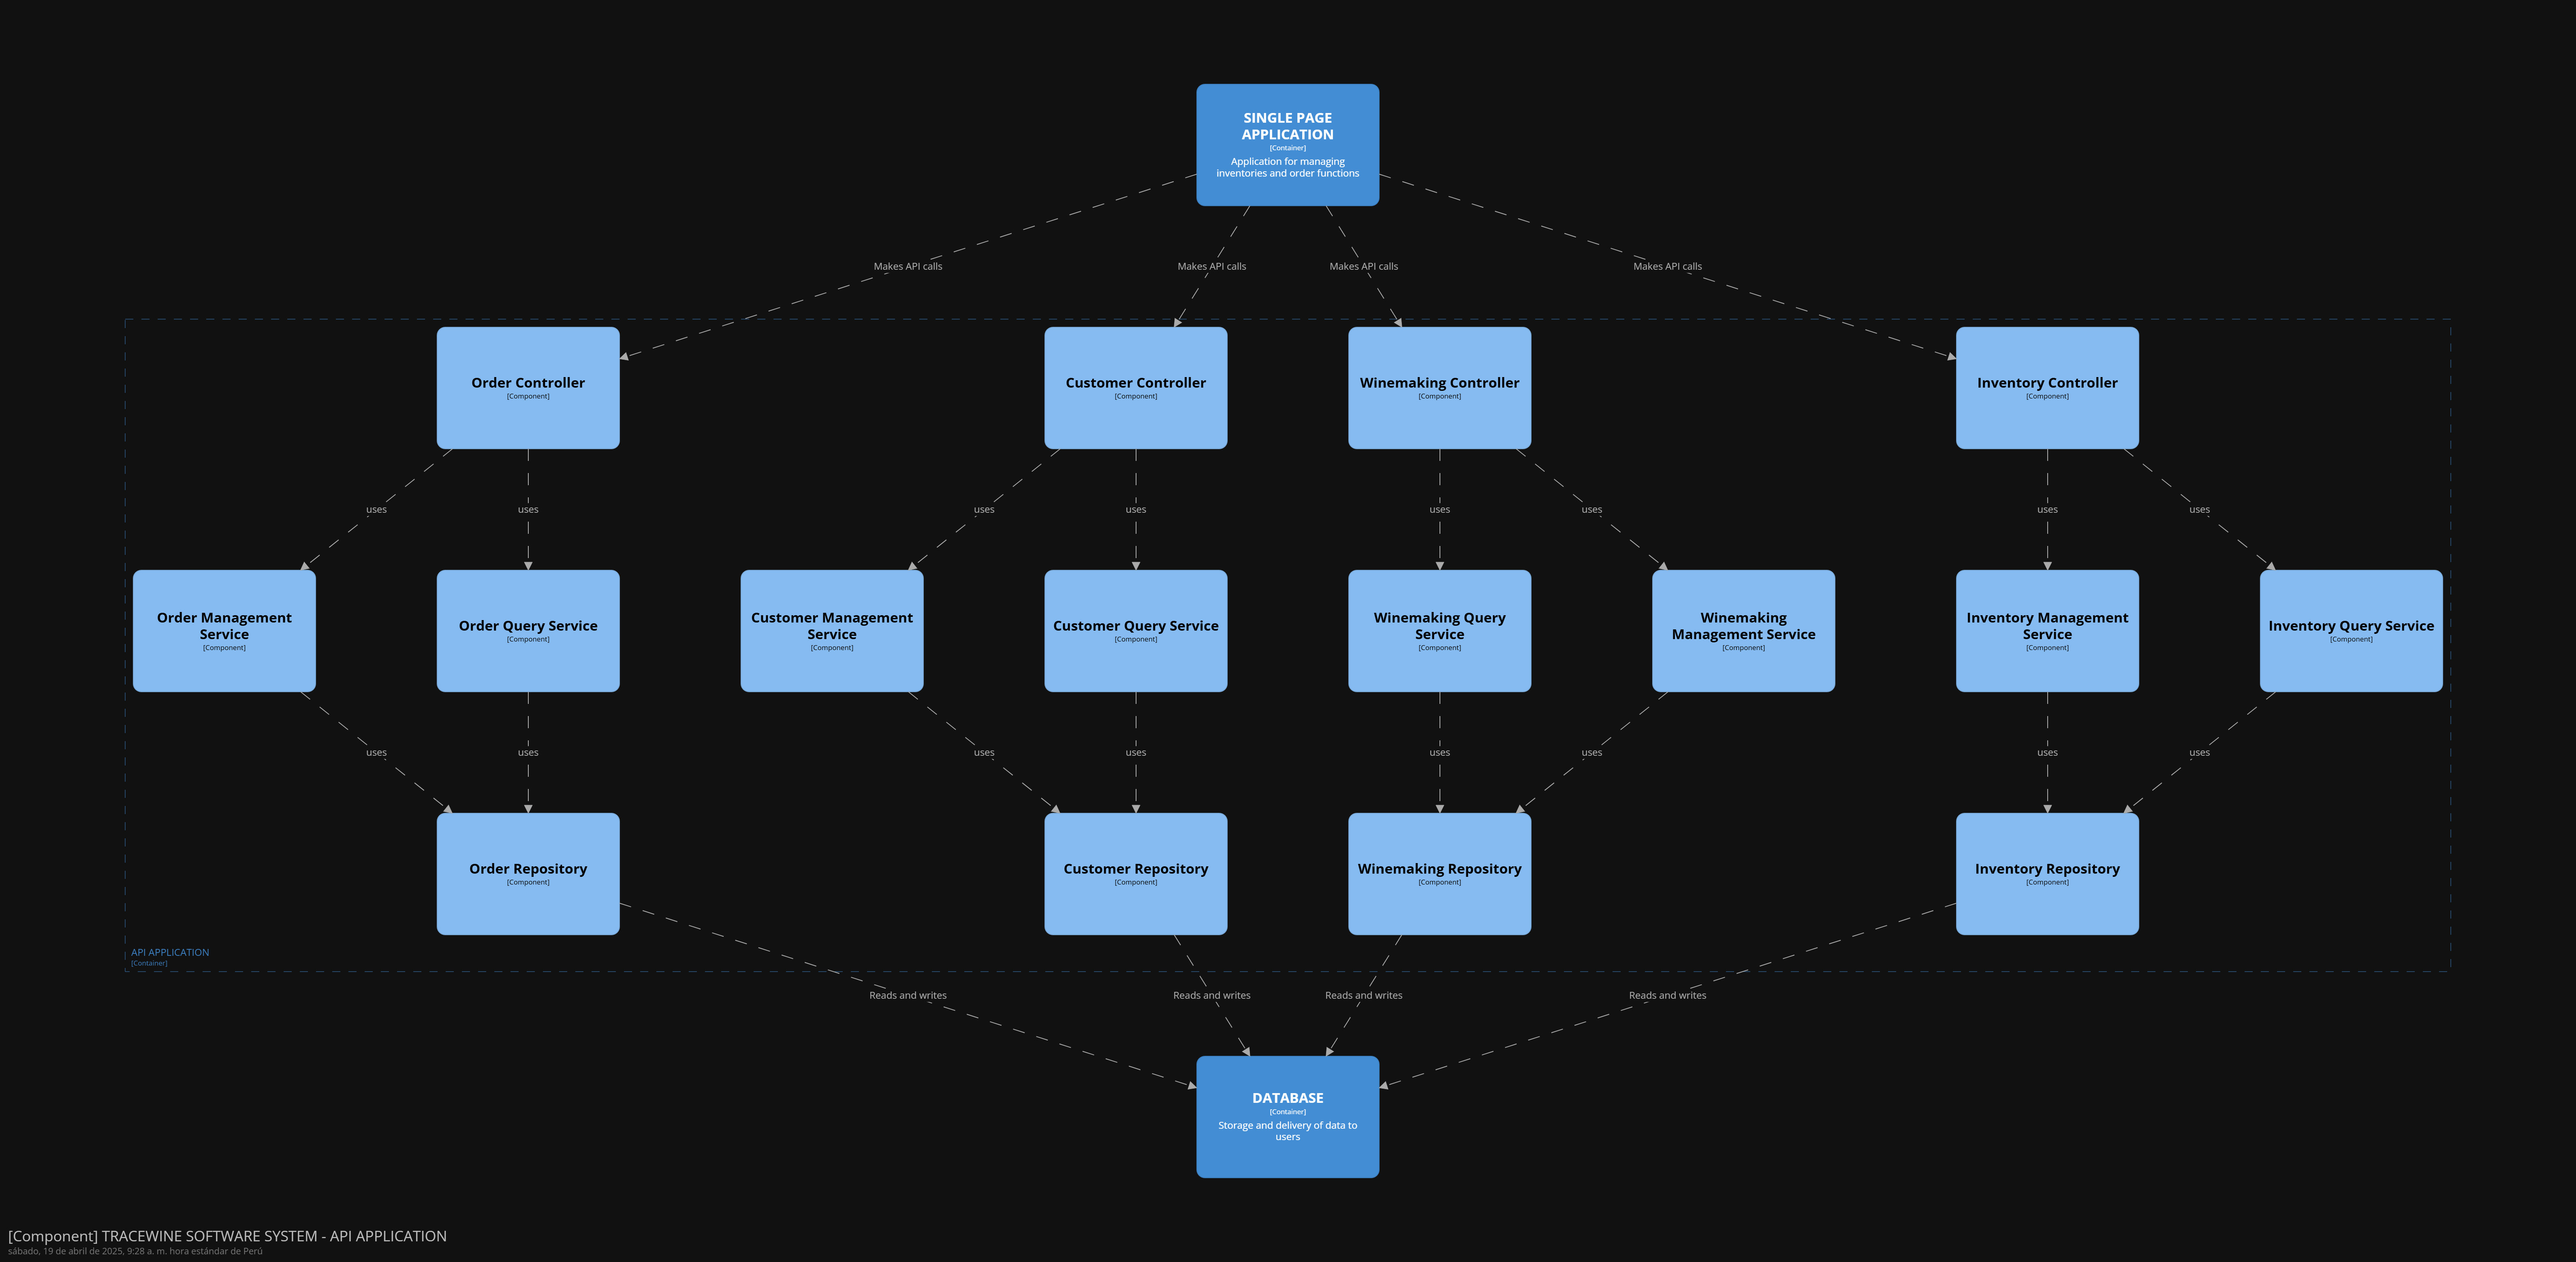 SINGLE PAGE
APPLICATION
[Container]
Application for managing
inventories and order functions
Makes API calls
Makes API calls
Makes API calls
Makes API calls
Order Controller
[Component]
Customer Controller
[Component]
Winemaking Controller
[Component]
Inventory Controller
[Component]
uses
uses
uses
uses
uses
uses
uses
uses
Order Management
Service
[Component]
Order Query Service
[Component]
Customer Management
Service
[Component]
Customer Query Service
[Component]
Winemaking Query
Service
[Component]
Winemaking
Management Service
[Component]
Inventory Management
Service
[Component]
Inventory Query Service
[Component]
uses
uses
uses
uses
uses
uses
uses
uses
Order Repository
[Component]
Customer Repository
[Component]
Winemaking Repository
[Component]
Inventory Repository
[Component]
API APPLICATION
[Container]
Reads and writes
Reads and writes
Reads and writes
Reads and writes
DATABASE
[Container]
Storage and delivery of data to
users
[Component] TRACEWINE SOFTWARE SYSTEM - API APPLICATION
sábado, 19 de abril de 2025, 9:28 a. m. hora estándar de Perú